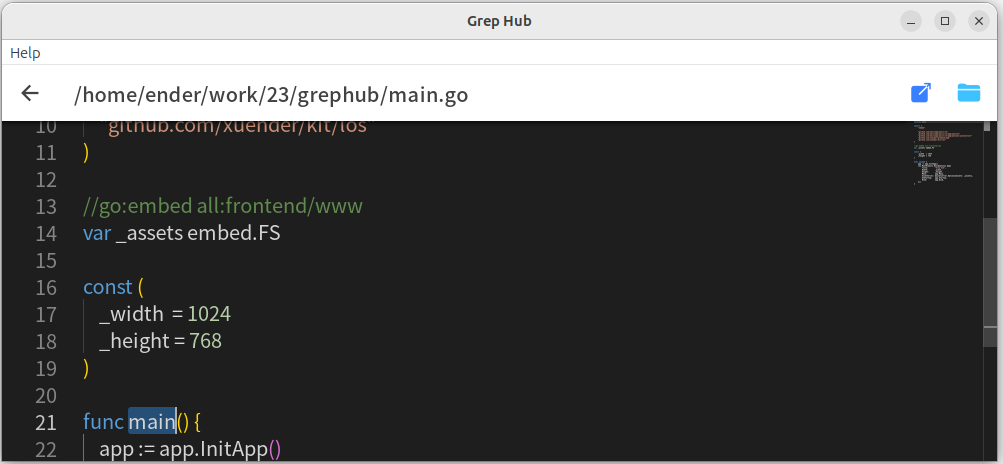 Grep Hub
Help
/home/ender/work/23/grephub/main.go
10 "github.com/xuender/kit/los"
11 )
12
13 //go:embed all:frontend/www
14 var _assets embed.FS
15
16 const (
17 _width = 1024
18 _height = 768
19 )
20
21 func main() {
22 app := app.InitApp()